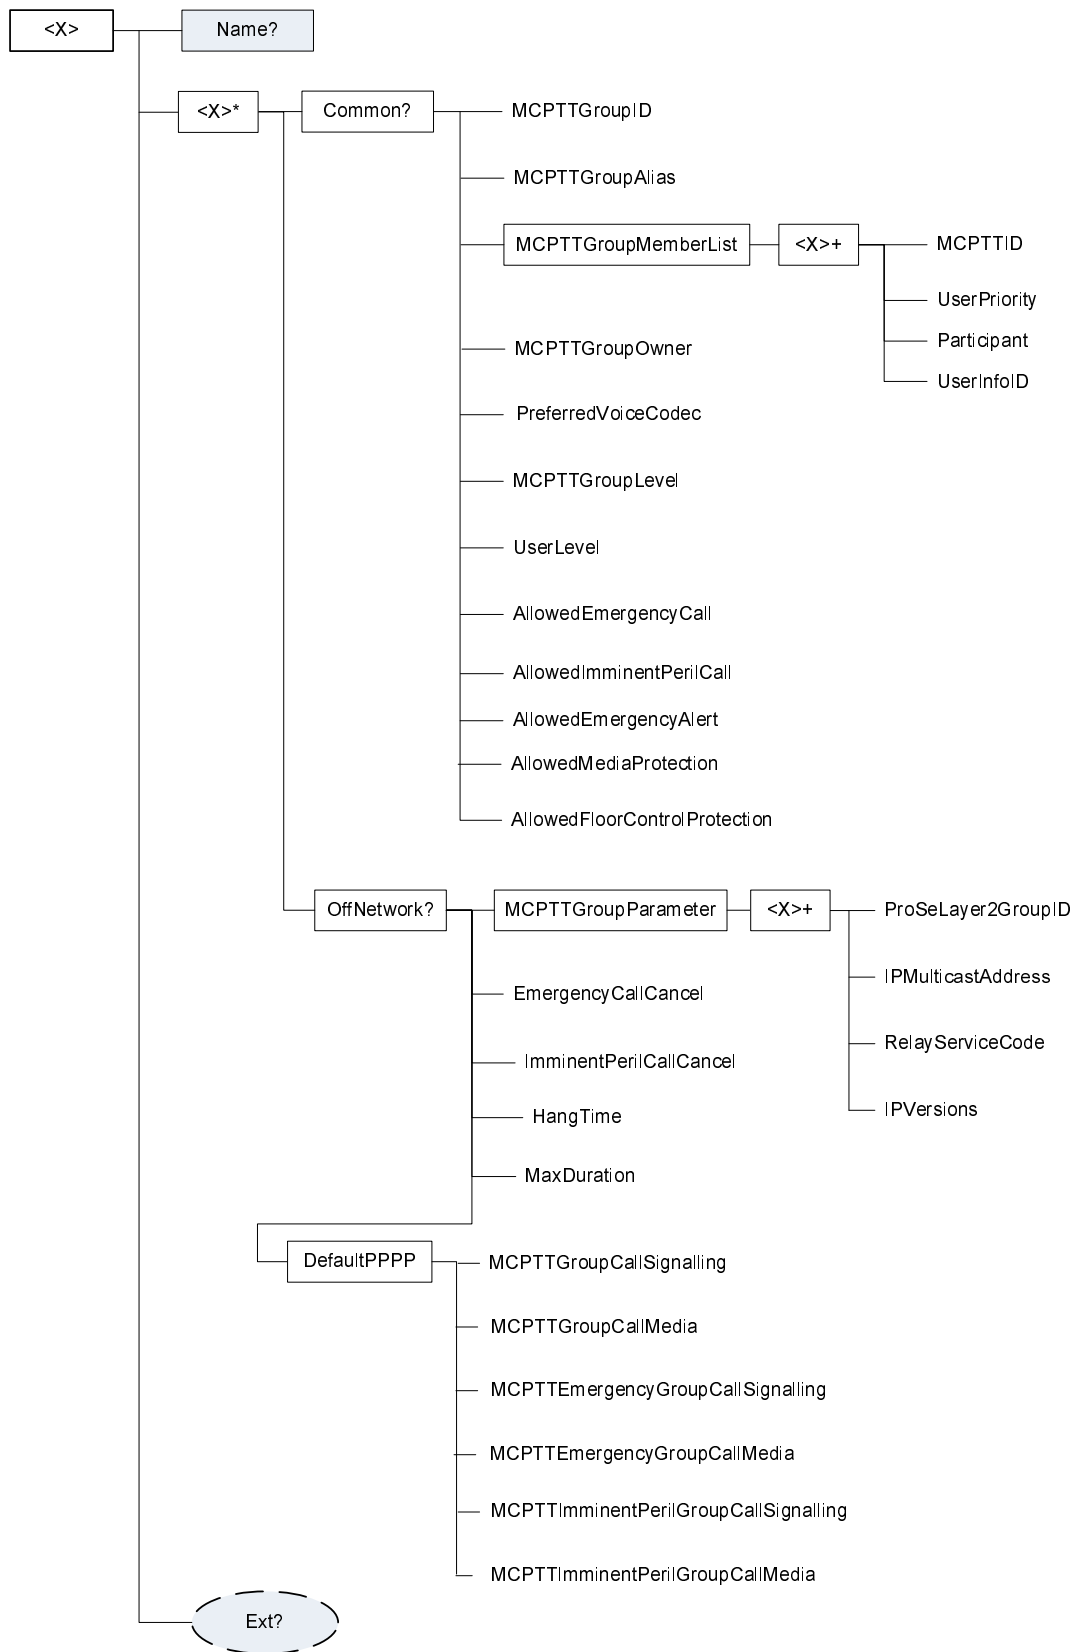 <X>
Name?
<X>*
Common?
MCPTTGroupID
MCPTTGroupAlias
MCPTTGroupMemberList
<X>+
MCPTTID
UserPriority
Participant
UserInfoID
MCPTTGroupOwner
PreferredVoiceCodec
MCPTTGroupLevel
UserLevel
AllowedEmergencyCall
AllowedImminentPerilCall
AllowedEmergencyAlert
AllowedMediaProtection
AllowedFloorControlProtection
OffNetwork?
MCPTTGroupParameter
<X>+
ProSeLayer2GroupID
IPMulticastAddress
RelayServiceCode
IPVersions
EmergencyCallCancel
ImminentPerilCallCancel
HangTime
MaxDuration
DefaultPPPP
MCPTTGroupCallSignalling
MCPTTGroupCallMedia
MCPTTEmergencyGroupCallSignalling
MCPTTEmergencyGroupCallMedia
MCPTTImminentPerilGroupCallSignalling
MCPTTImminentPerilGroupCallMedia
Ext?